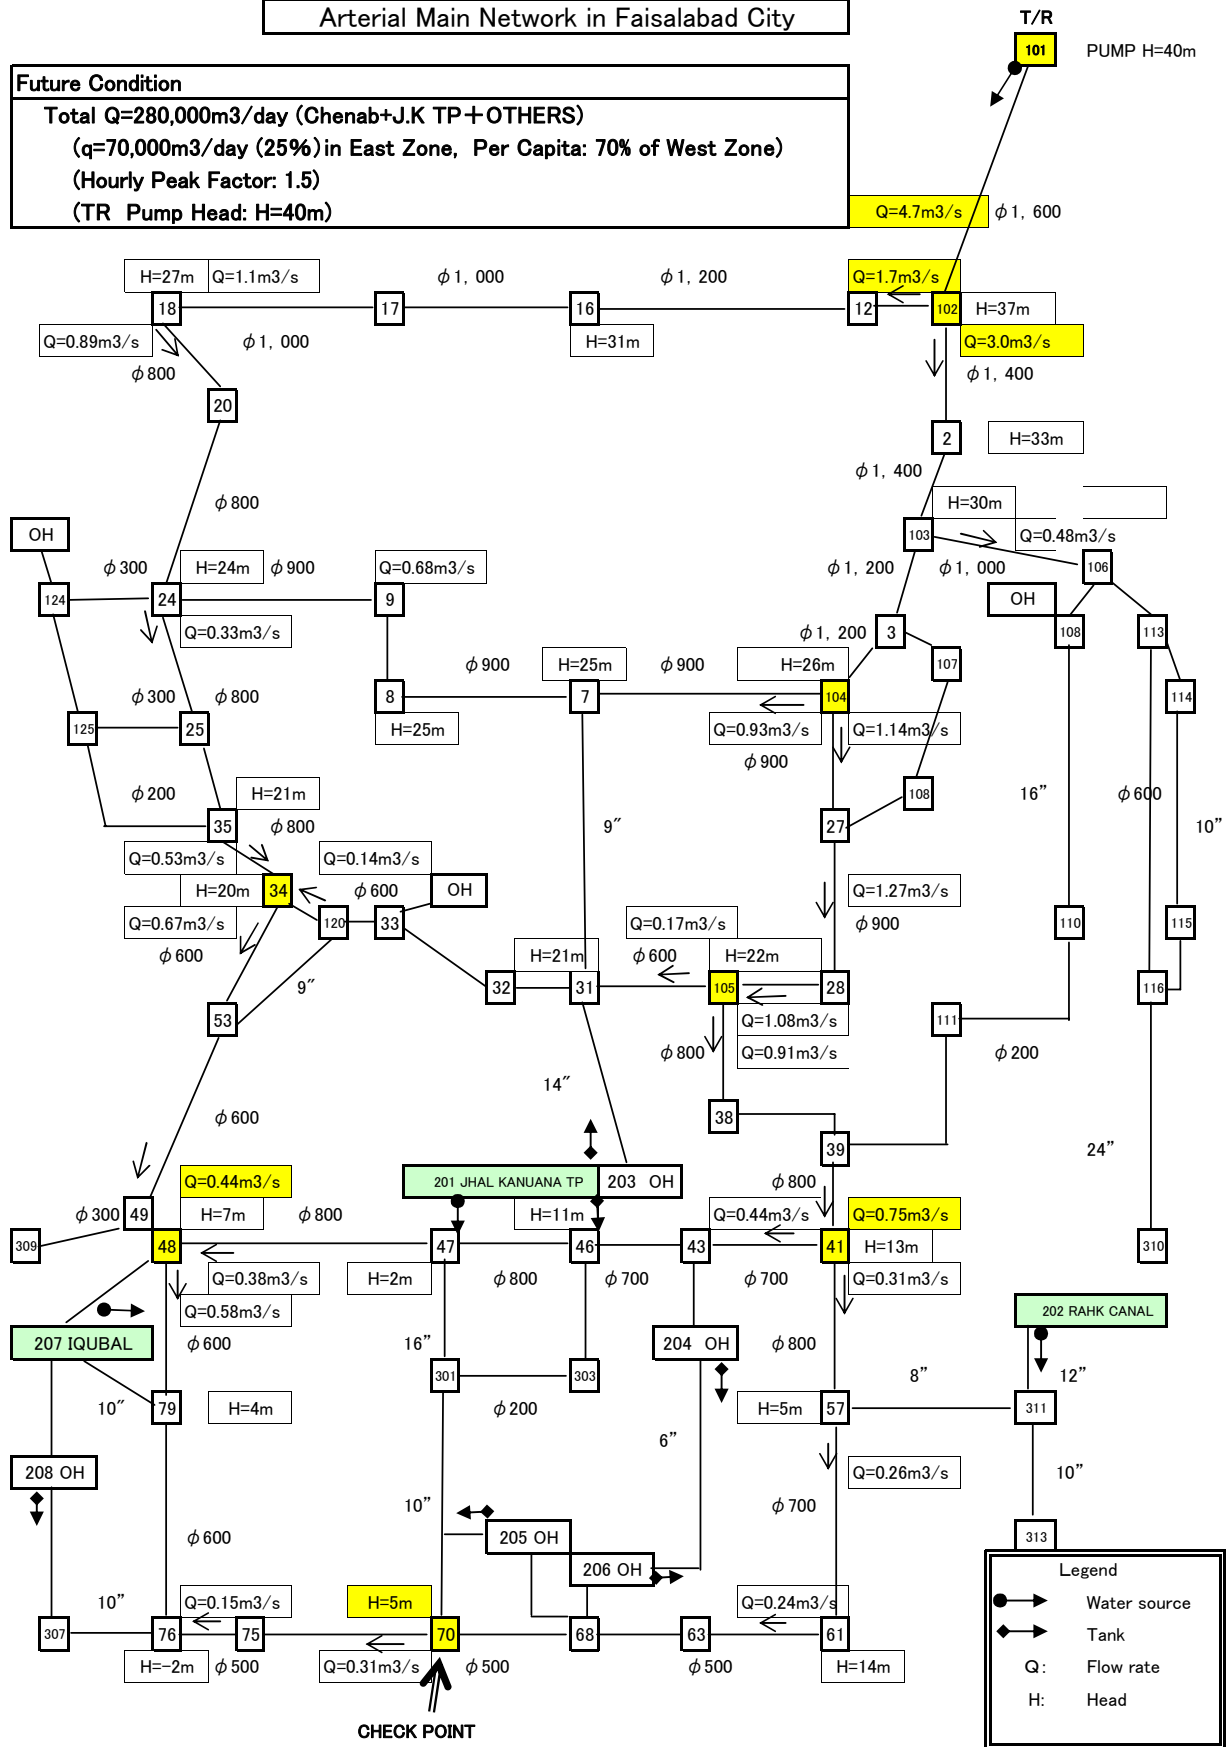 Arterial Main Network in Faisalabad City
T/R
101 PUMP H=40m
Future Condition
Total Q=280,000m3/day (Chenab+J.K TP+OTHERS)
(q=70,000m3/day (25%)in East Zone, Per Capita: 70% of West Zone)
(Hourly Peak Factor: 1.5)
(TR Pump Head: H=40m)
Q=4.7m3/s φ1, 600
H=27m Q=1.1m3/s φ1, 000 φ1, 200 Q=1.7m3/s
18 17 16 12 102 H=37m
Q=0.89m3/s φ1, 000 H=31m Q=3.0m3/s
φ800 φ1, 400
20
2 H=33m
φ1, 400
φ800 H=30m
OH 103 Q=0.48m3/s
φ300 H=24m φ900 Q=0.68m3/s φ1, 200 φ1, 000 106
124 24 9 OH
Q=0.33m3/s φ1, 200 3 108 113
φ900 H=25m φ900 H=26m 107
φ300 φ800 8 7 104 114
125 25 H=25m Q=0.93m3/s Q=1.14m3/s
φ900
φ200 H=21m 108 16” φ600
35 φ800 9″ 27 10”
Q=0.53m3/s Q=0.14m3/s
H=20m 34 φ600 OH Q=1.27m3/s
Q=0.67m3/s 120 33 Q=0.17m3/s φ900 110 115
φ600 H=21m φ600 H=22m
9″ 32 31 105 28 116
53 Q=1.08m3/s 111
φ800 Q=0.91m3/s φ200
14″
φ600 38
39 24”
Q=0.44m3/s 201 JHAL KANUANA TP 203 OH φ800
φ300 49 H=7m φ800 H=11m Q=0.44m3/s Q=0.75m3/s
309 48 47 46 43 41 H=13m 310
Q=0.38m3/s H=2m φ800 φ700 φ700 Q=0.31m3/s
Q=0.58m3/s 202 RAHK CANAL
207 IQUBAL φ600 16” 204 OH φ800
301 303 8” 12”
10″ 79 H=4m φ200 H=5m 57 311
6”
208 OH Q=0.26m3/s 10”
10” φ700
φ600 205 OH 313
206 OH Legend
10” Q=0.15m3/s H=5m Q=0.24m3/s Water source
307 76 75 70 68 63 61 Tank
H=-2m φ500 Q=0.31m3/s φ500 φ500 H=14m Q: Flow rate
H: Head
CHECK POINT